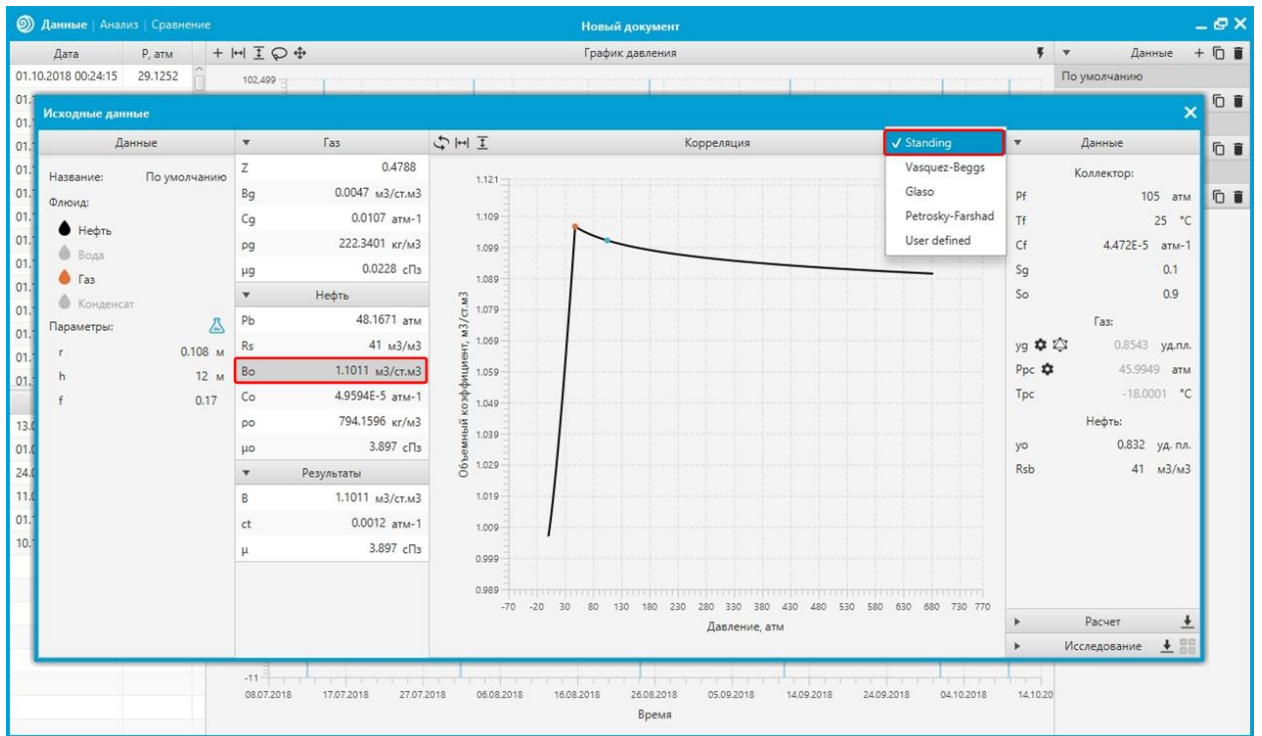 Данные | Анализ | Сравнение
Новый документ
Дата
P, атм
График давления
Данные
01.10.2018 00:24:15
29.1252
102,499
По умолчанию
Исходные данные
Данные
Название: По умолчанию
Флюид:
Нефть
Вода
Газ
Конденсат
Параметры:
r 0.108 м
h 12 м
f 0.17
Газ
Z 0.4788
Bg 0.0047 м3/ст.м3
Cg 0.0107 атм-1
ρg 222.3401 кг/м3
μg 0.0228 сПз
Нефть
Pb 48.1671 атм
Rs 41 м3/м3
Bo 1.1011 м3/ст.м3
Co 4.9594E-5 атм-1
ρo 794.1596 кг/м3
μo 3.897 сПз
Результаты
B 1.1011 м3/ст.м3
ct 0.0012 атм-1
μ 3.897 сПз
Корреляция
Standing
Vasquez-Beggs
Glaso
Petrosky-Farshad
User defined
Объемный коэффициент, м3/ст.м3
1.121
1.109
1.099
1.089
1.079
1.069
1.059
1.049
1.039
1.029
1.019
1.009
0.999
0.989
-70 -20 30 80 130 180 230 280 330 380 430 480 530 580 630 680 730 770
Давление, атм
Данные
Коллектор:
Pf 105 атм
Tf 25 °C
Cf 4.472E-5 атм-1
Sg 0.1
So 0.9
Газ:
γg 0.8543 уд.пл.
Ppc 45.9949 атм
Tpc -18.0001 °C
Нефть:
γo 0.832 уд. пл.
Rsb 41 м3/м3
Расчет
Исследование
-11
08.07.2018 17.07.2018 27.07.2018 06.08.2018 16.08.2018 26.08.2018 05.09.2018 14.09.2018 24.09.2018 04.10.2018 14.10.20
Время